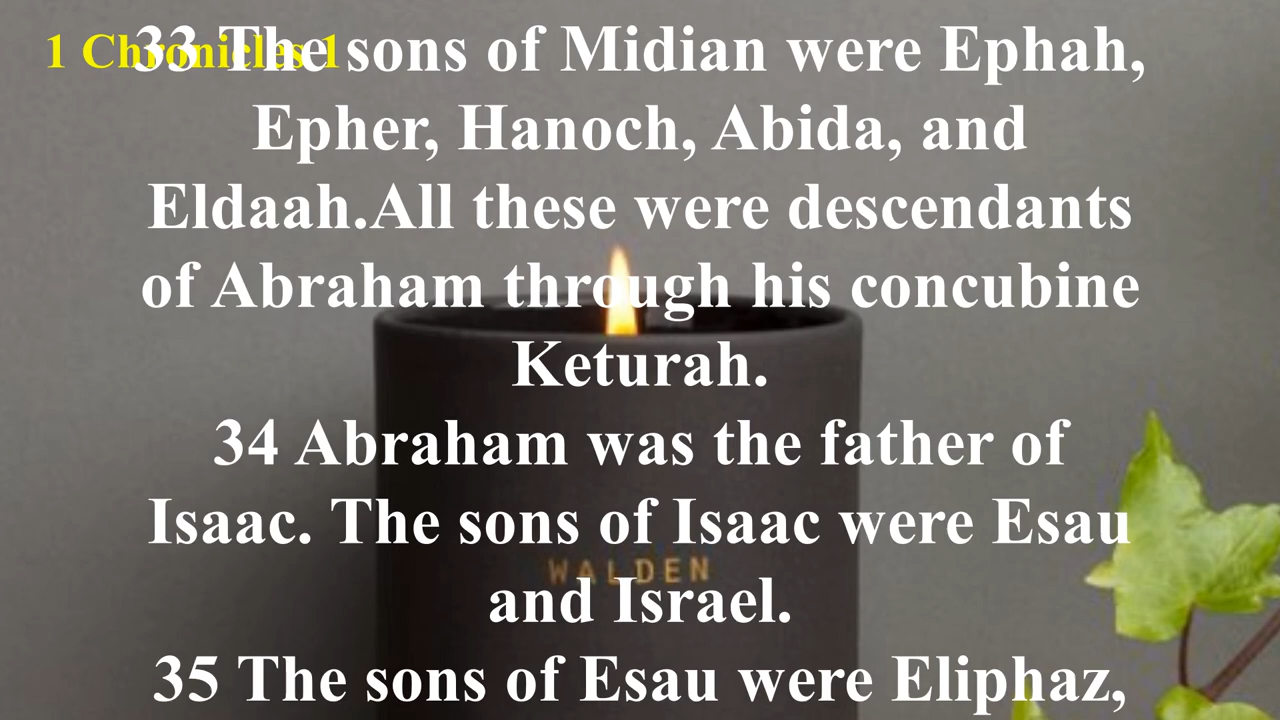 1 Chronicles 1
33 The sons of Midian were Ephah,
Epher, Hanoch, Abida, and
Eldaah.All these were descendants
of Abraham through his concubine
Keturah.
34 Abraham was the father of
Isaac. The sons of Isaac were Esau
WALDEN
and Israel.
35 The sons of Esau were Eliphaz,